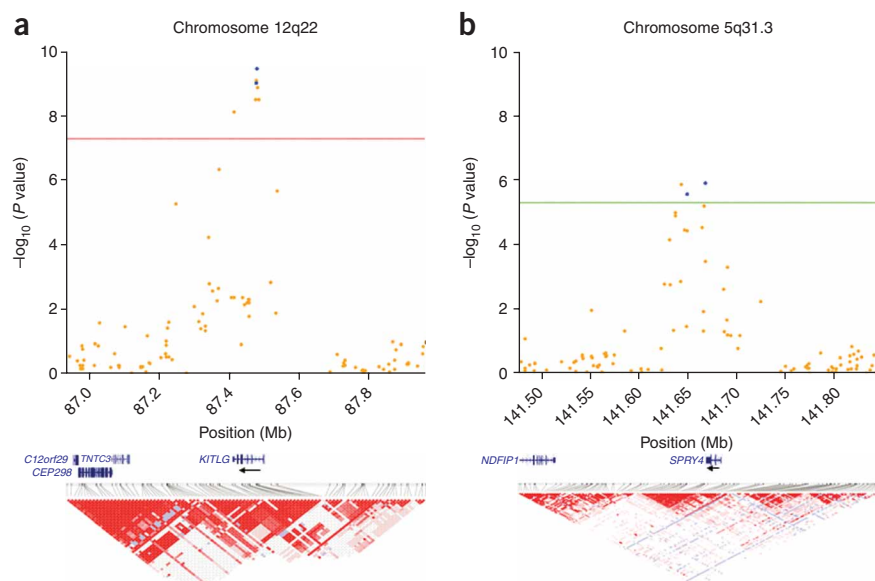 a
Chromosome 12q22
10
8
6
4
2
0
–log10 (P value)
87.0
87.2
87.4
87.6
87.8
Position (Mb)
C12orf29 TNTC3
CEP298
KITLG
b
Chromosome 5q31.3
10
8
6
4
2
0
–log10 (P value)
141.50
141.55
141.60
141.65
141.70
141.75
141.80
Position (Mb)
NDFIP1
SPRY4